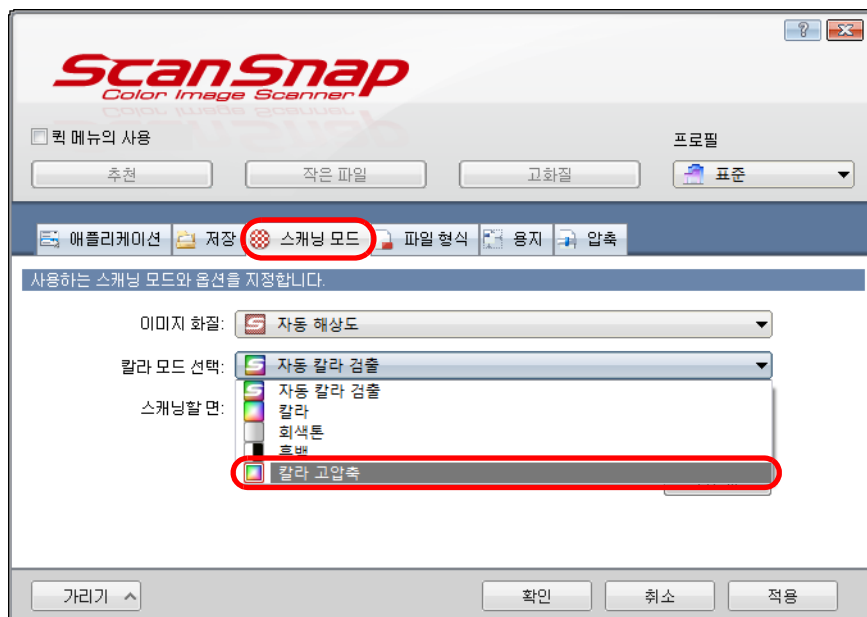 ScanSnap
Color Image Scanner
퀵 메뉴의 사용
프로필
추천 작은 파일 고화질 표준
애플리케이션 저장 스캐닝 모드 파일 형식 용지 압축
사용하는 스캐닝 모드와 옵션을 지정합니다.
이미지 화질: 자동 해상도
칼라 모드 선택: 자동 칼라 검출
자동 칼라 검출
스캐닝할 면: 칼라
회색톤
흑백
칼라 고압축
가리기 확인 취소 적용